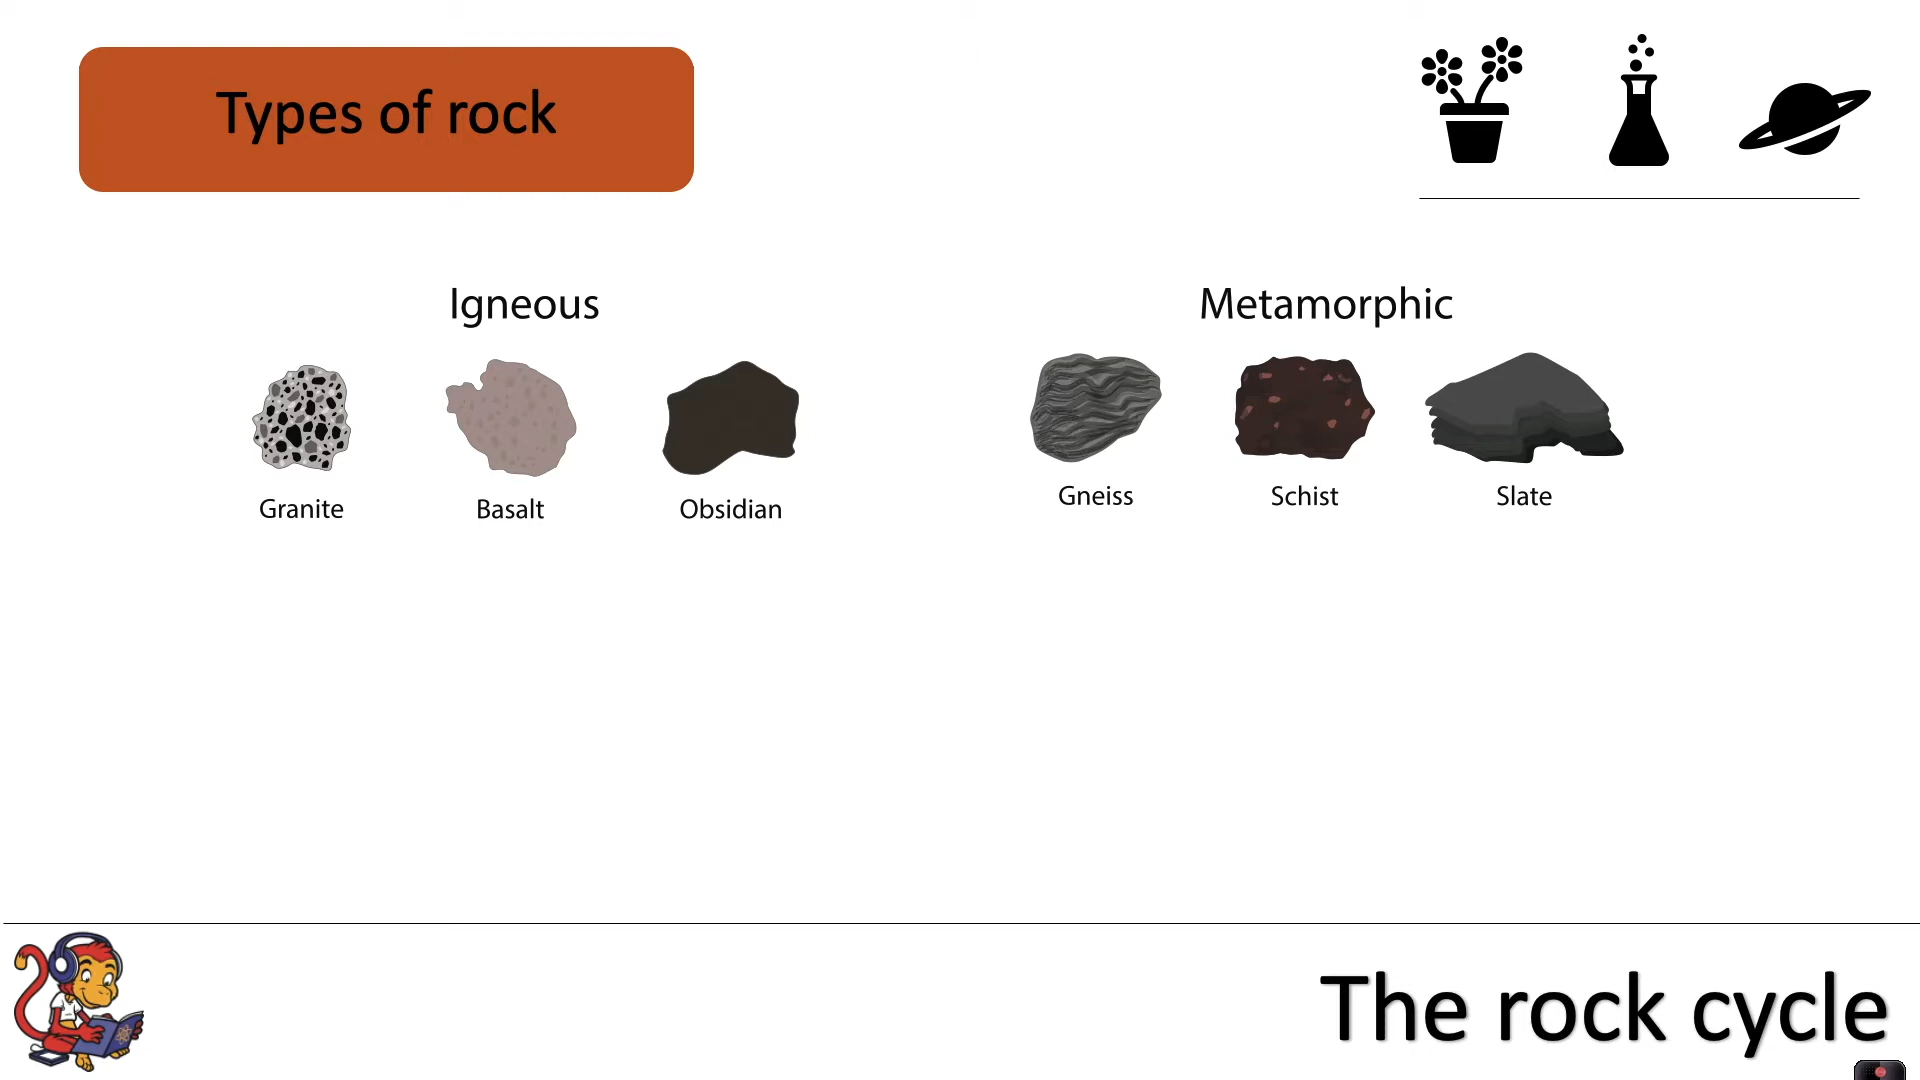 Types of rock
Igneous
Metamorphic
Granite
Basalt
Obsidian
Gneiss
Schist
Slate
The rock cycle